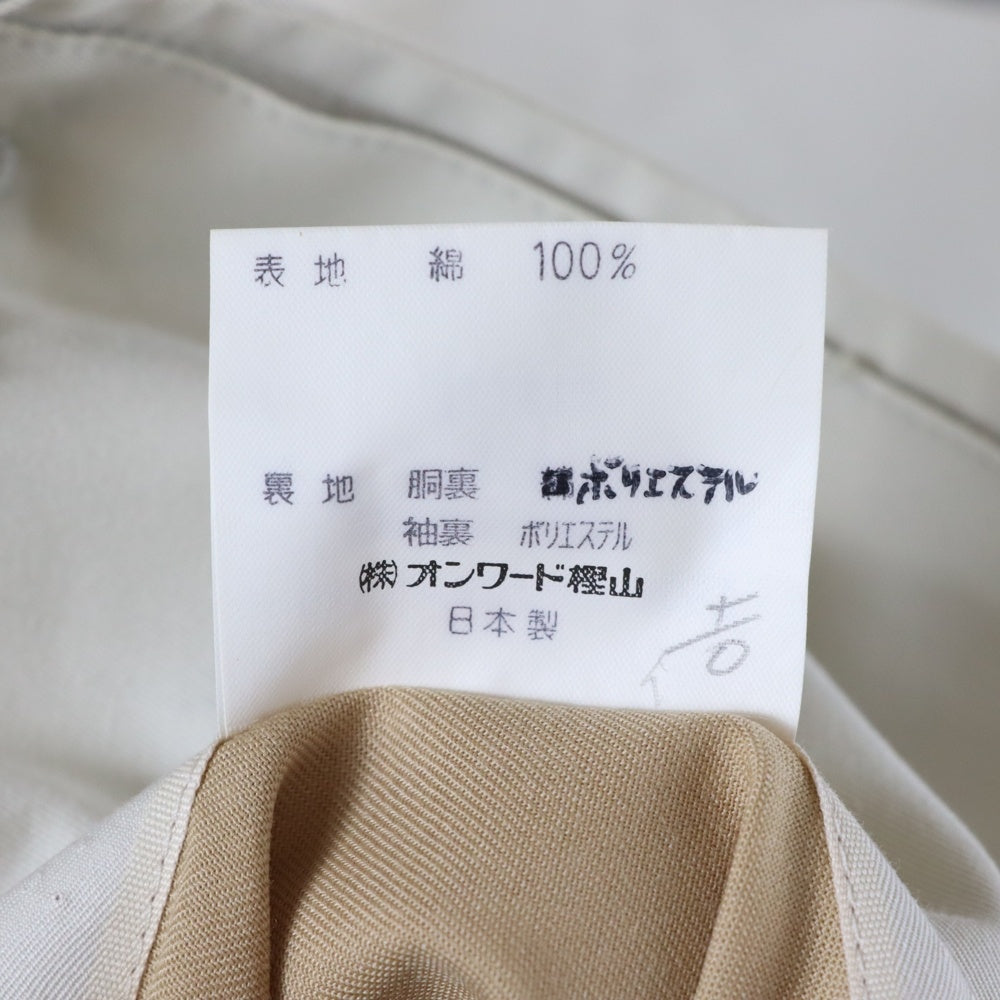 表地 綿 100%
裏地 胴裏 ポリエステル
袖裏 ポリエステル
㈱オンワード樫山
日本製